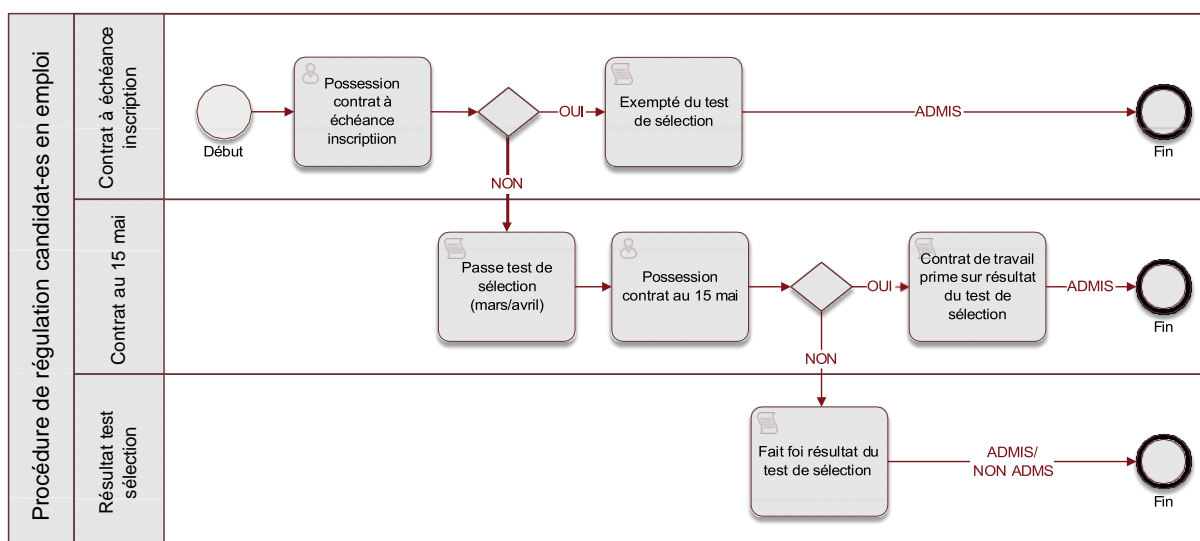 Procédure de régulation candidat-es en emploi
Contrat à échéance
inscription
Début
Possession
contrat à
échéance
inscriptiion
OUI
Exempté du test
de sélection
ADMIS
Fin
NON
Contrat au 15 mai
Passe test de
sélection
(mars/avril)
Possession
contrat au 15 mai
OUI
Contrat de travail
prime sur résultat
du test de
sélection
ADMIS
Fin
NON
Résultat test
sélection
Fait foi résultat du
test de sélection
ADMIS/
NON ADMS
Fin